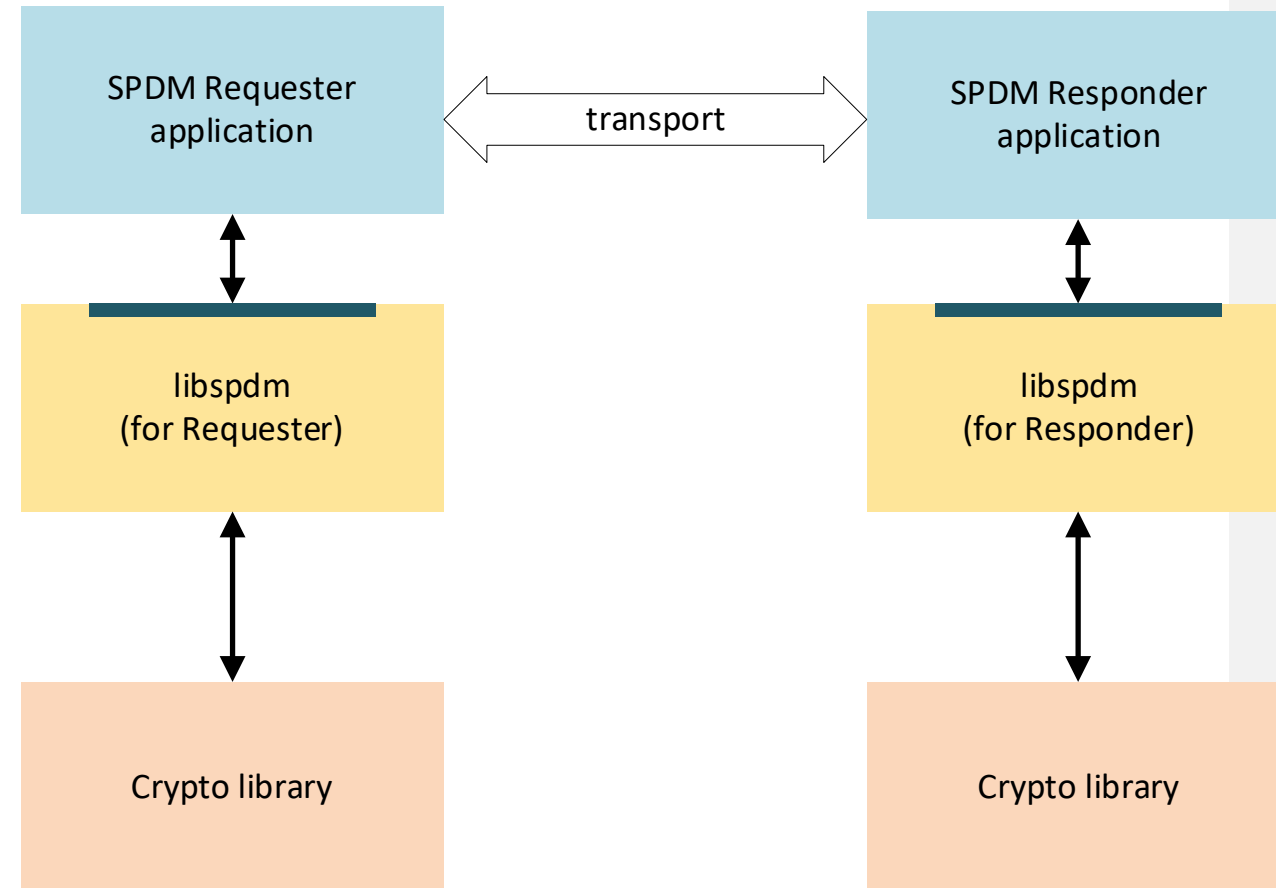 SPDM Requester
application
transport
SPDM Responder
application
libspdm
(for Requester)
libspdm
(for Responder)
Crypto library
Crypto library